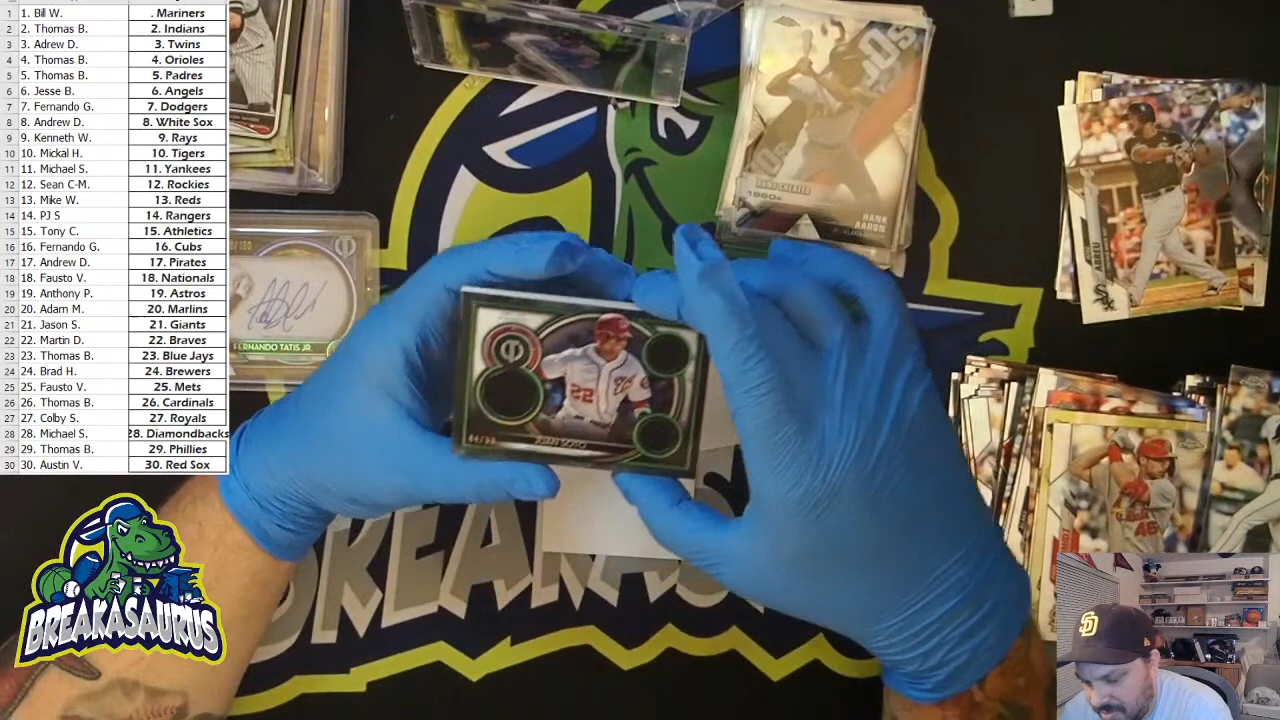 1 1. Bill W. . Mariners
2 2. Thomas B. 2. Indians
3 3. Adrew D. 3. Twins
4 4. Thomas B. 4. Orioles
5 5. Thomas B. 5. Padres
6 6. Jesse B. 6. Angels
7 7. Fernando G. 7. Dodgers
8 8. Andrew D. 8. White Sox
9 9. Kenneth W. 9. Rays
10 10. Mickal H. 10. Tigers
11 11. Michael S. 11. Yankees
12 12. Sean C-M. 12. Rockies
13 13. Mike W. 13. Reds
14 14. PJ S 14. Rangers
15 15. Tony C. 15. Athletics
16 16. Fernando G. 16. Cubs
17 17. Andrew D. 17. Pirates
18 18. Fausto V. 18. Nationals
19 19. Anthony P. 19. Astros
20 20. Adam M. 20. Marlins
21 21. Jason S. 21. Giants
22 22. Martin D. 22. Braves
23 23. Thomas B. 23. Blue Jays
24 24. Brad H. 24. Brewers
25 25. Fausto V. 25. Mets
26 26. Thomas B. 26. Cardinals
27 27. Colby S. 27. Royals
28 28. Michael S. 28. Diamondbacks
29 29. Thomas B. 29. Phillies
30 30. Austin V. 30. Red Sox
1960s
HANK
AARON
ABREU
FERNANDO TATIS JR.
22
JUAN SOTO
46
BREAKASAURUS
BREAKASAU
SD